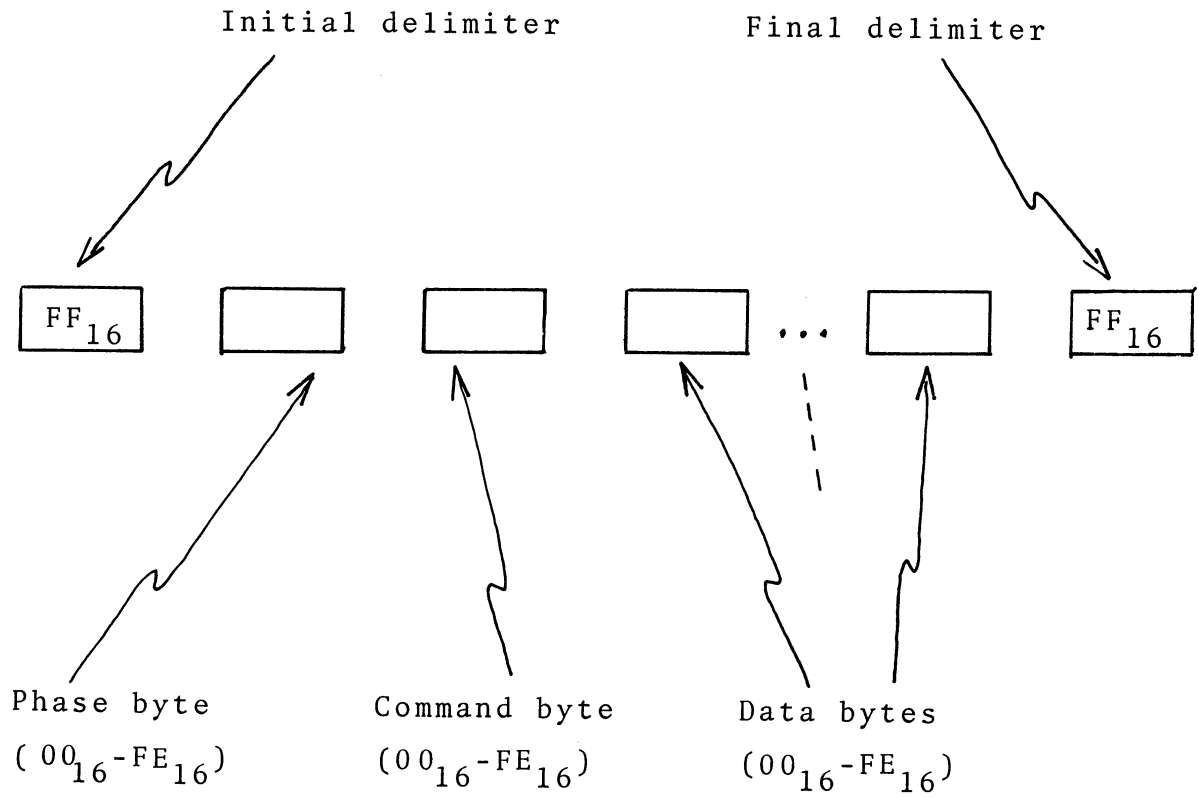 Initial delimiter
Final delimiter
FF₁₆
...
FF₁₆
Phase byte
Command byte
Data bytes
(00₁₆-FE₁₆)
(00₁₆-FE₁₆)
(00₁₆-FE₁₆)